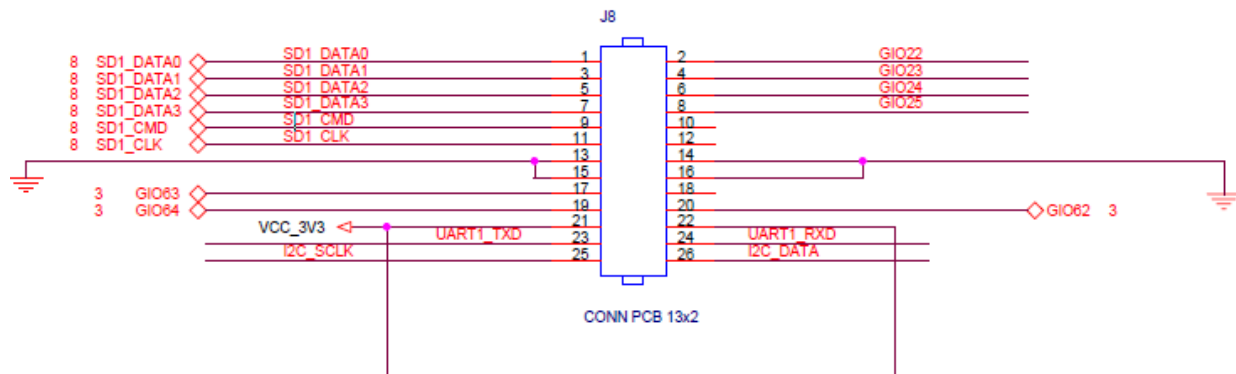 J8
8 SD1_DATA0 SD1_DATA0 1 2 GIO22
8 SD1_DATA1 SD1_DATA1 3 4 GIO23
8 SD1_DATA2 SD1_DATA2 5 6 GIO24
8 SD1_DATA3 SD1_DATA3 7 8 GIO25
8 SD1_CMD SD1_CMD 9 10
8 SD1_CLK SD1_CLK 11 12
13 14
15 16
3 GIO63 17 18
3 GIO64 19 20 GIO62 3
VCC_3V3 21 22
UART1_TXD 23 24 UART1_RXD
I2C_SCLK 25 26 I2C_DATA
CONN PCB 13x2